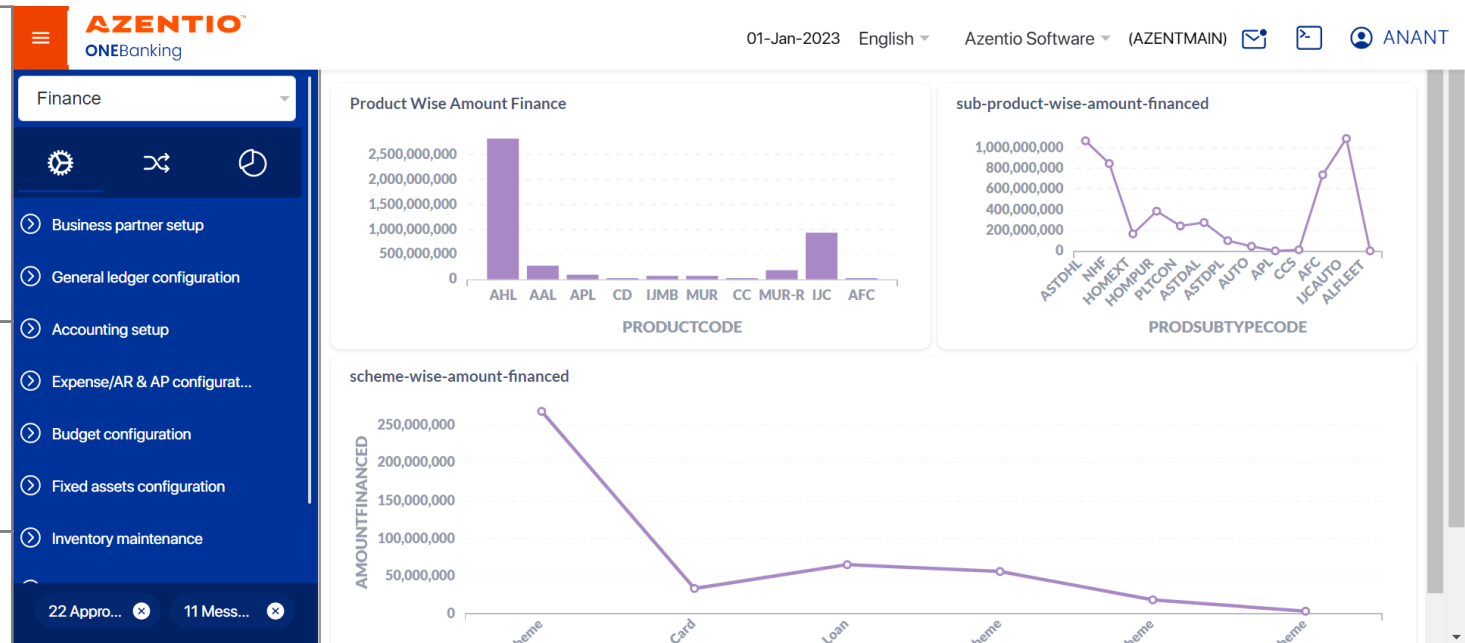 AZENTIO™
ONEBanking
01-Jan-2023 English Azentio Software (AZENTMAIN) ANANT
Finance
Business partner setup
General ledger configuration
Accounting setup
Expense/AR & AP configurat...
Budget configuration
Fixed assets configuration
Inventory maintenance
22 Appro... 11 Mess...
Product Wise Amount Finance
2,500,000,000
2,000,000,000
1,500,000,000
1,000,000,000
500,000,000
0
AHL AAL APL CD IJMB MUR CC MUR-R IJC AFC
PRODUCTCODE
sub-product-wise-amount-financed
1,000,000,000
800,000,000
600,000,000
400,000,000
200,000,000
0
ASTDHL NHF HOMEXT HOMPUR PLTCON ASTDAL ASTDPL AUTO APL CCS AFC IJCAUTO ALFLEET
PRODSUBTYPECODE
scheme-wise-amount-financed
AMOUNTFINANCED
250,000,000
200,000,000
150,000,000
100,000,000
50,000,000
0
Card Loan